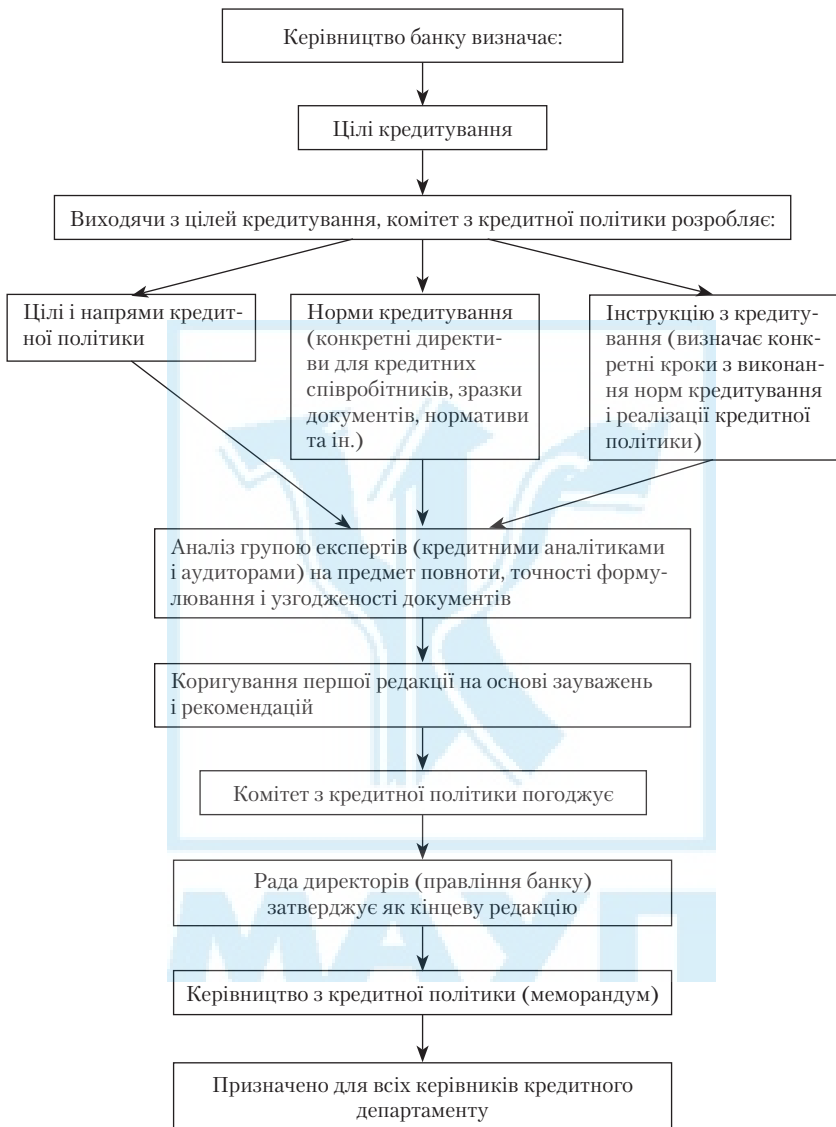 Керівництво банку визначає:
Цілі кредитування
Виходячи з цілей кредитування, комітет з кредитної політики розробляє:
Цілі і напрями кредит-
ної політики
Норми кредитування
(конкретні директи-
ви для кредитних
співробітників, зразки
документів, нормативи
та ін.)
Інструкцію з кредиту-
вання (визначає конк-
ретні кроки з виконан-
ня норм кредитування
і реалізації кредитної
політики)
Аналіз групою експертів (кредитними аналітиками
і аудиторами) на предмет повноти, точності форму-
лювання і узгодженості документів
Коригування першої редакції на основі зауважень
і рекомендацій
Комітет з кредитної політики погоджує
Рада директорів (правління банку)
затверджує як кінцеву редакцію
МАУП
Керівництво з кредитної політики (меморандум)
Призначено для всіх керівників кредитного
департаменту